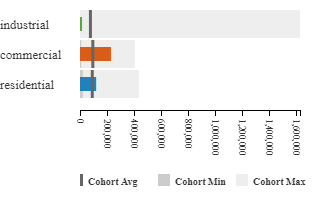 industrial
commercial
residential
0
200,000
400,000
600,000
800,000
1,000,000
1,200,000
1,400,000
1,600,000
Cohort Avg Cohort Min Cohort Max